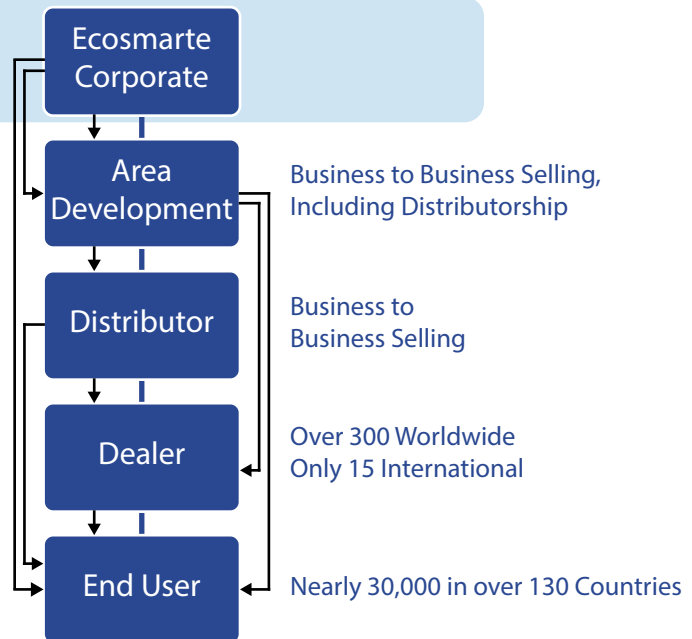 Ecosmarte
Corporate
Area
Development
Business to Business Selling,
Including Distributorship
Distributor
Business to
Business Selling
Dealer
Over 300 Worldwide
Only 15 International
End User
Nearly 30,000 in over 130 Countries